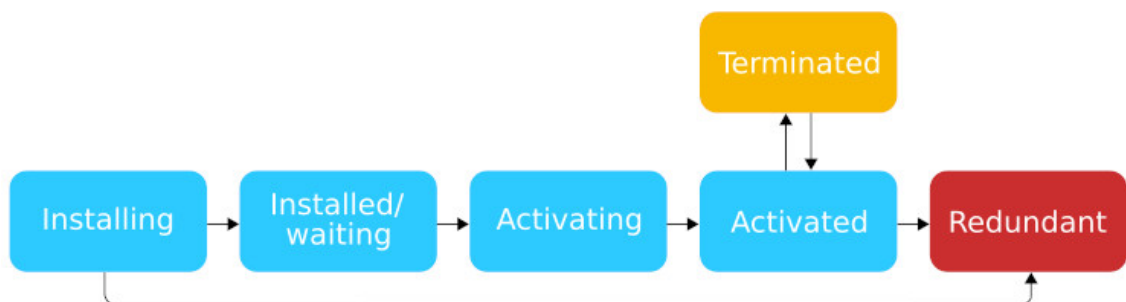 Terminated
Installing
Installed/
waiting
Activating
Activated
Redundant